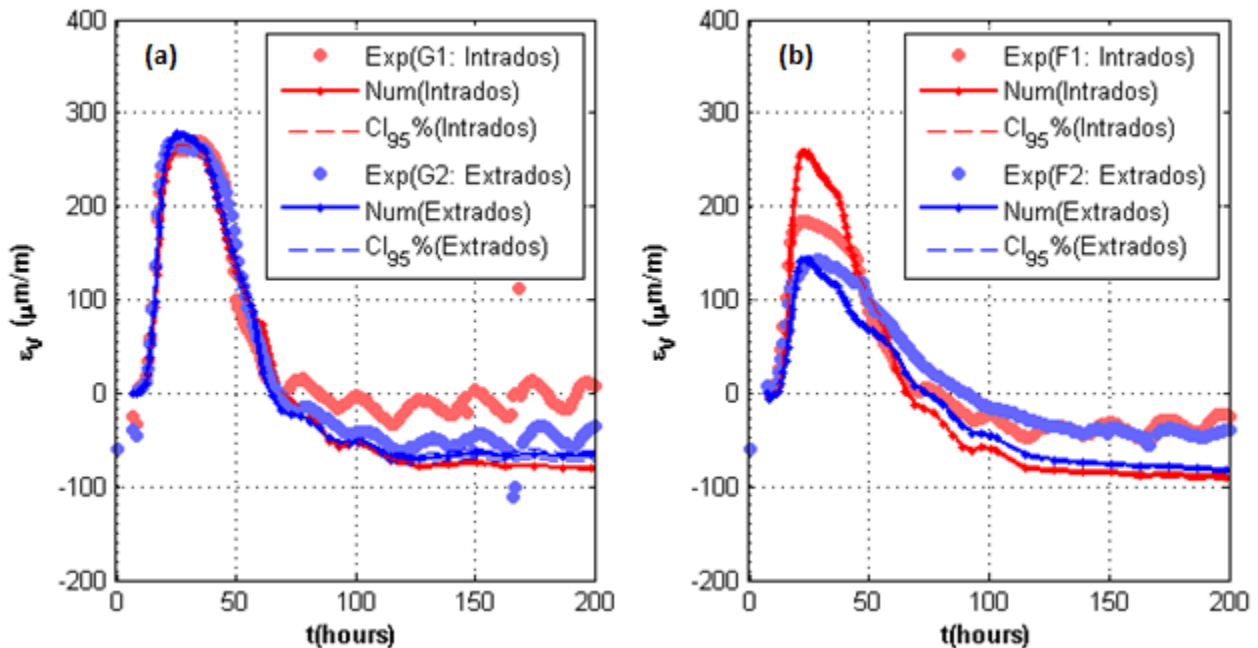 400
300
200
100
0
-100
-200
εv (μm/m)
(a)
Exp(G1: Intrados)
Num(Intrados)
CI95%(Intrados)
Exp(G2: Extrados)
Num(Extrados)
CI95%(Extrados)
0 50 100 150 200
t(hours)
400
300
200
100
0
-100
-200
εv (μm/m)
(b)
Exp(F1: Intrados)
Num(Intrados)
CI95%(Intrados)
Exp(F2: Extrados)
Num(Extrados)
CI95%(Extrados)
0 50 100 150 200
t(hours)